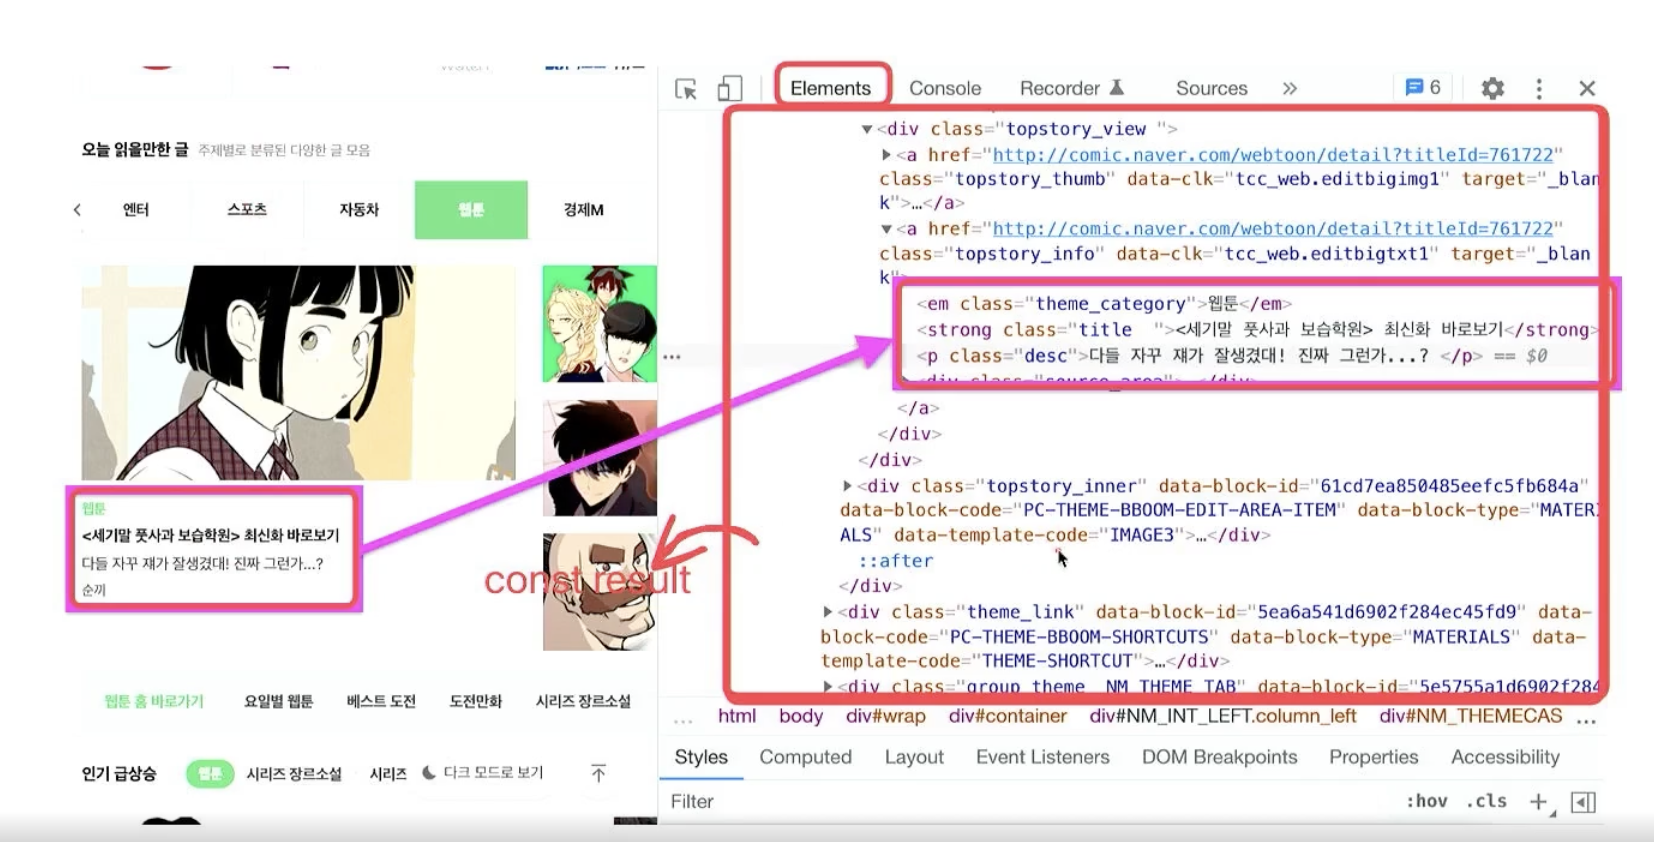 오늘 읽을만한 글 주제별로 분류된 다양한 글 모음
엔터 스포츠 자동차 웹툰 경제M
웹툰
<세기말 풋사과 보습학원> 최신화 바로보기
다들 자꾸 쟤가 잘생겼대! 진짜 그런가...?
순끼
const result
웹툰 홈 바로가기 요일별 웹툰 베스트 도전 도전만화 시리즈 장르소설
인기 급상승 웹툰 시리즈 장르소설 시리즈 다크 모드로 보기
Elements Console Recorder Sources » 6
<div class="topstory_view ">
<a href="http://comic.naver.com/webtoon/detail?titleId=761722"
class="topstory_thumb" data-clk="tcc_web.editbigimg1" target="_blan
k">…</a>
<a href="http://comic.naver.com/webtoon/detail?titleId=761722"
class="topstory_info" data-clk="tcc_web.editbigtxt1" target="_blan
k">
<em class="theme_category">웹툰</em>
<strong class="title  "><세기말 풋사과 보습학원> 최신화 바로보기</strong>
<p class="desc">다들 자꾸 쟤가 잘생겼대! 진짜 그런가...? </p> == $0
<div class="source_area">…</div>
</a>
</div>
</div>
<div class="topstory_inner" data-block-id="61cd7ea850485eefc5fb684a"
data-block-code="PC-THEME-BBOOM-EDIT-AREA-ITEM" data-block-type="MATERI
ALS" data-template-code="IMAGE3">…</div>
::after
</div>
<div class="theme_link" data-block-id="5ea6a541d6902f284ec45fd9" data-
block-code="PC-THEME-BBOOM-SHORTCUTS" data-block-type="MATERIALS" data-
template-code="THEME-SHORTCUT">…</div>
<div class="group_theme  NM_THEME_TAB" data-block-id="5e5755a1d6902f284
... html body div#wrap div#container div#NM_INT_LEFT.column_left div#NM_THEMECAS ...
Styles Computed Layout Event Listeners DOM Breakpoints Properties Accessibility
Filter :hov .cls +